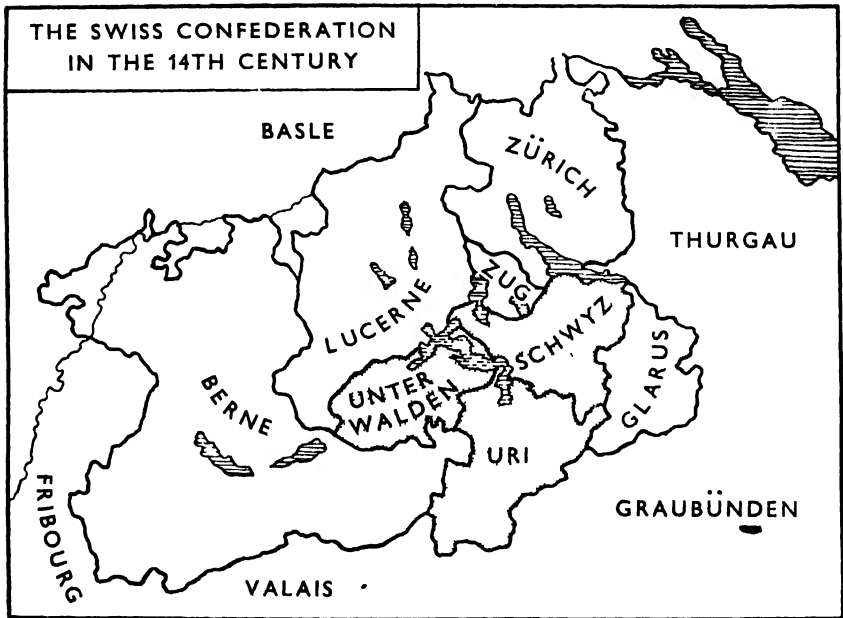 THE SWISS CONFEDERATION
IN THE 14TH CENTURY
BASLE
ZÜRICH
THURGAU
ZUG
LUCERNE
SCHWYZ
GLARUS
UNTER
WALDEN
BERNE
URI
FRIBOURG
GRAUBÜNDEN
VALAIS